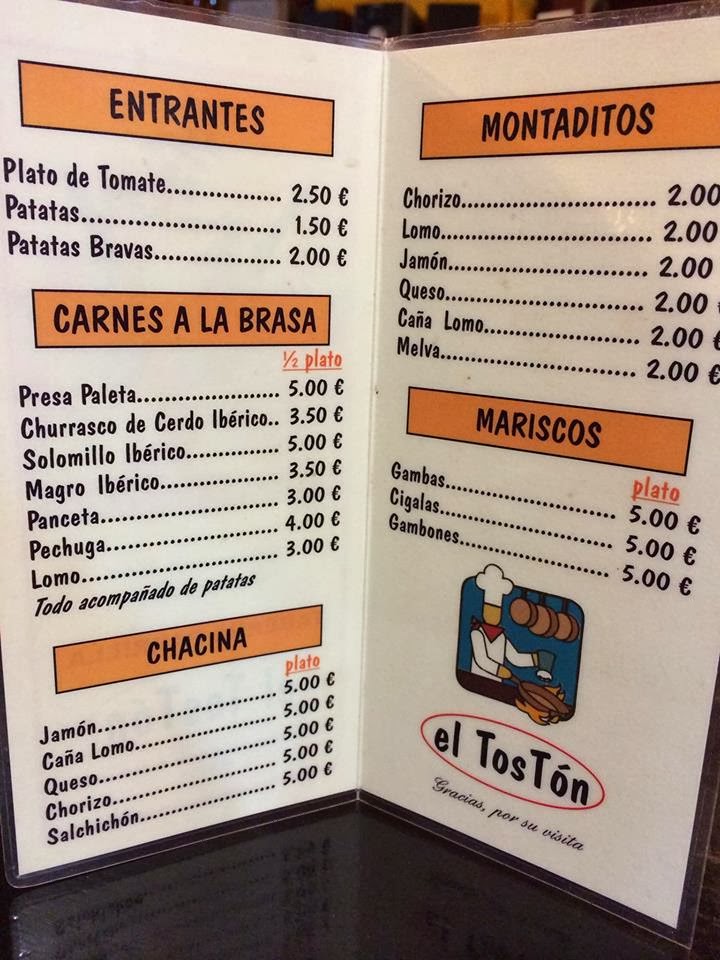 ENTRANTES
Plato de Tomate................ 2.50 €
Patatas............................ 1.50 €
Patatas Bravas.................. 2.00 €
CARNES A LA BRASA
½ plato
Presa Paleta.................... 5.00 €
Churrasco de Cerdo Ibérico.. 3.50 €
Solomillo Ibérico............... 5.00 €
Magro Ibérico................... 3.50 €
Panceta.......................... 3.00 €
Pechuga.......................... 4.00 €
Lomo.............................. 3.00 €
Todo acompañado de patatas
CHACINA
plato
Jamón............................ 5.00 €
Caña Lomo...................... 5.00 €
Queso............................ 5.00 €
Chorizo.......................... 5.00 €
Salchichón...................... 5.00 €
MONTADITOS
Chorizo............................ 2.00
Lomo................................ 2.00
Jamón.............................. 2.00
Queso.............................. 2.00 €
Caña Lomo........................ 2.00 €
Melva.............................. 2.00 €
MARISCOS
plato
Gambas.......................... 5.00 €
Cigalas.......................... 5.00 €
Gambones...................... 5.00 €
el TosTón
Gracias, por su visita